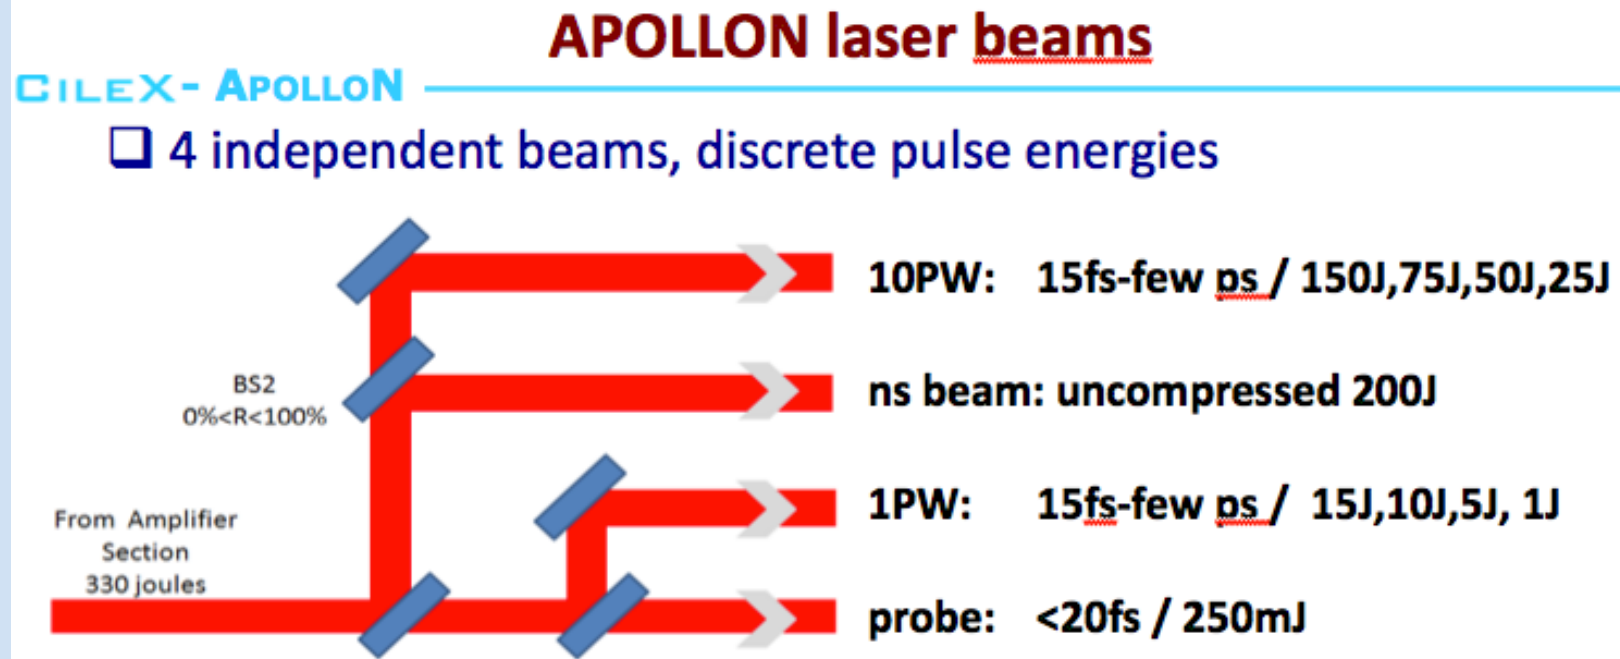 APOLLON laser beams
CILEX- APOLLON
4 independent beams, discrete pulse energies
10PW: 15fs-few ps / 150J,75J,50J,25J
BS2
0%<R<100%
ns beam: uncompressed 200J
1PW: 15fs-few ps / 15J,10J,5J, 1J
From Amplifier
Section
330 joules
probe: <20fs / 250mJ